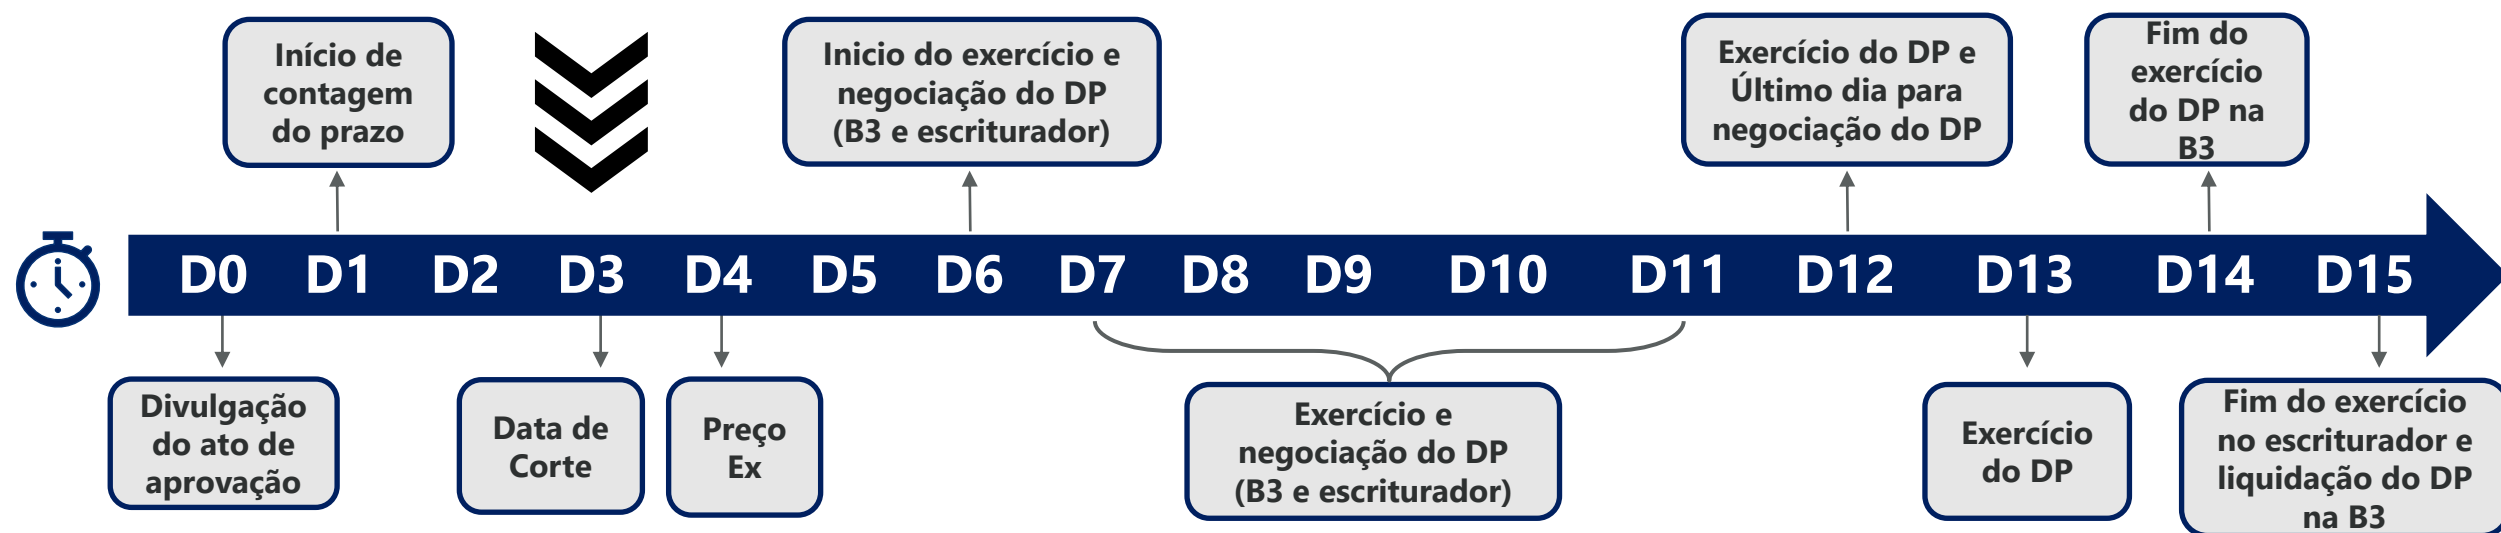 Início de
contagem
do prazo
Inicio do exercício e
negociação do DP
(B3 e escriturador)
Exercício do DP e
Último dia para
negociação do DP
Fim do
exercício
do DP na
B3
D0 D1 D2 D3 D4 D5 D6 D7 D8 D9 D10 D11 D12 D13 D14 D15
Divulgação
do ato de
aprovação
Data de
Corte
Preço
Ex
Exercício e
negociação do DP
(B3 e escriturador)
Exercício
do DP
Fim do exercício
no escriturador e
liquidação do DP
na B3